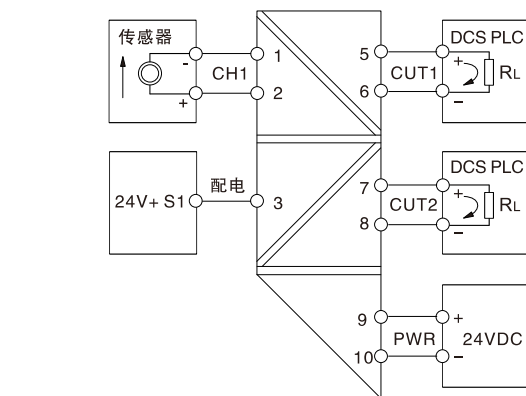 传感器
-
CH1
+
1
2
5
CUT1
6
DCS PLC
+
RL
−
24V+ S1
配电
3
7
CUT2
8
DCS PLC
+
RL
−
9
PWR
10
+
24VDC
−